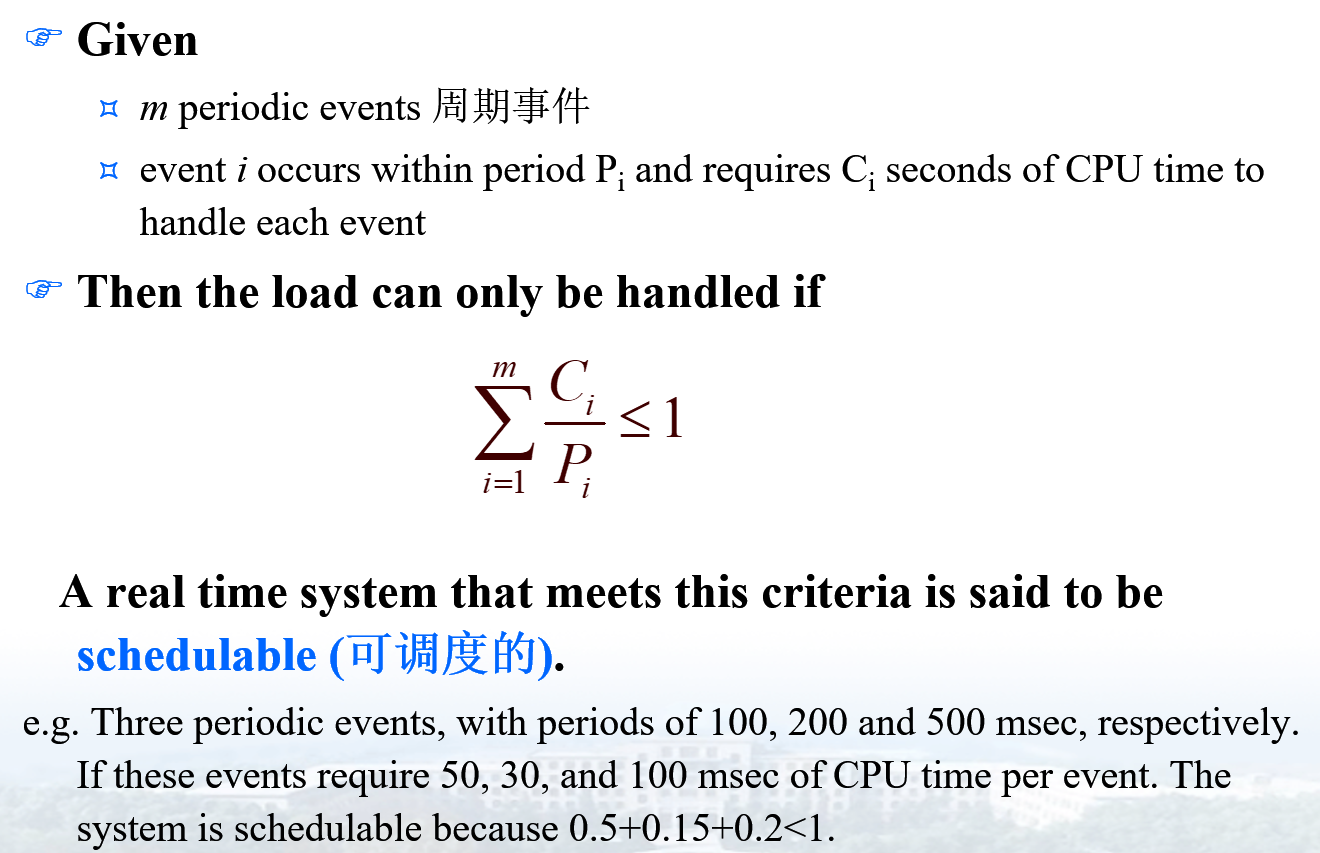 Given
m periodic events 周期事件
event i occurs within period Pᵢ and requires Cᵢ seconds of CPU time to
handle each event
Then the load can only be handled if
\sum_{i=1}^{m} \frac{C_i}{P_i} \leq 1
A real time system that meets this criteria is said to be
schedulable (可调度的).
e.g. Three periodic events, with periods of 100, 200 and 500 msec, respectively.
If these events require 50, 30, and 100 msec of CPU time per event. The
system is schedulable because 0.5+0.15+0.2<1.